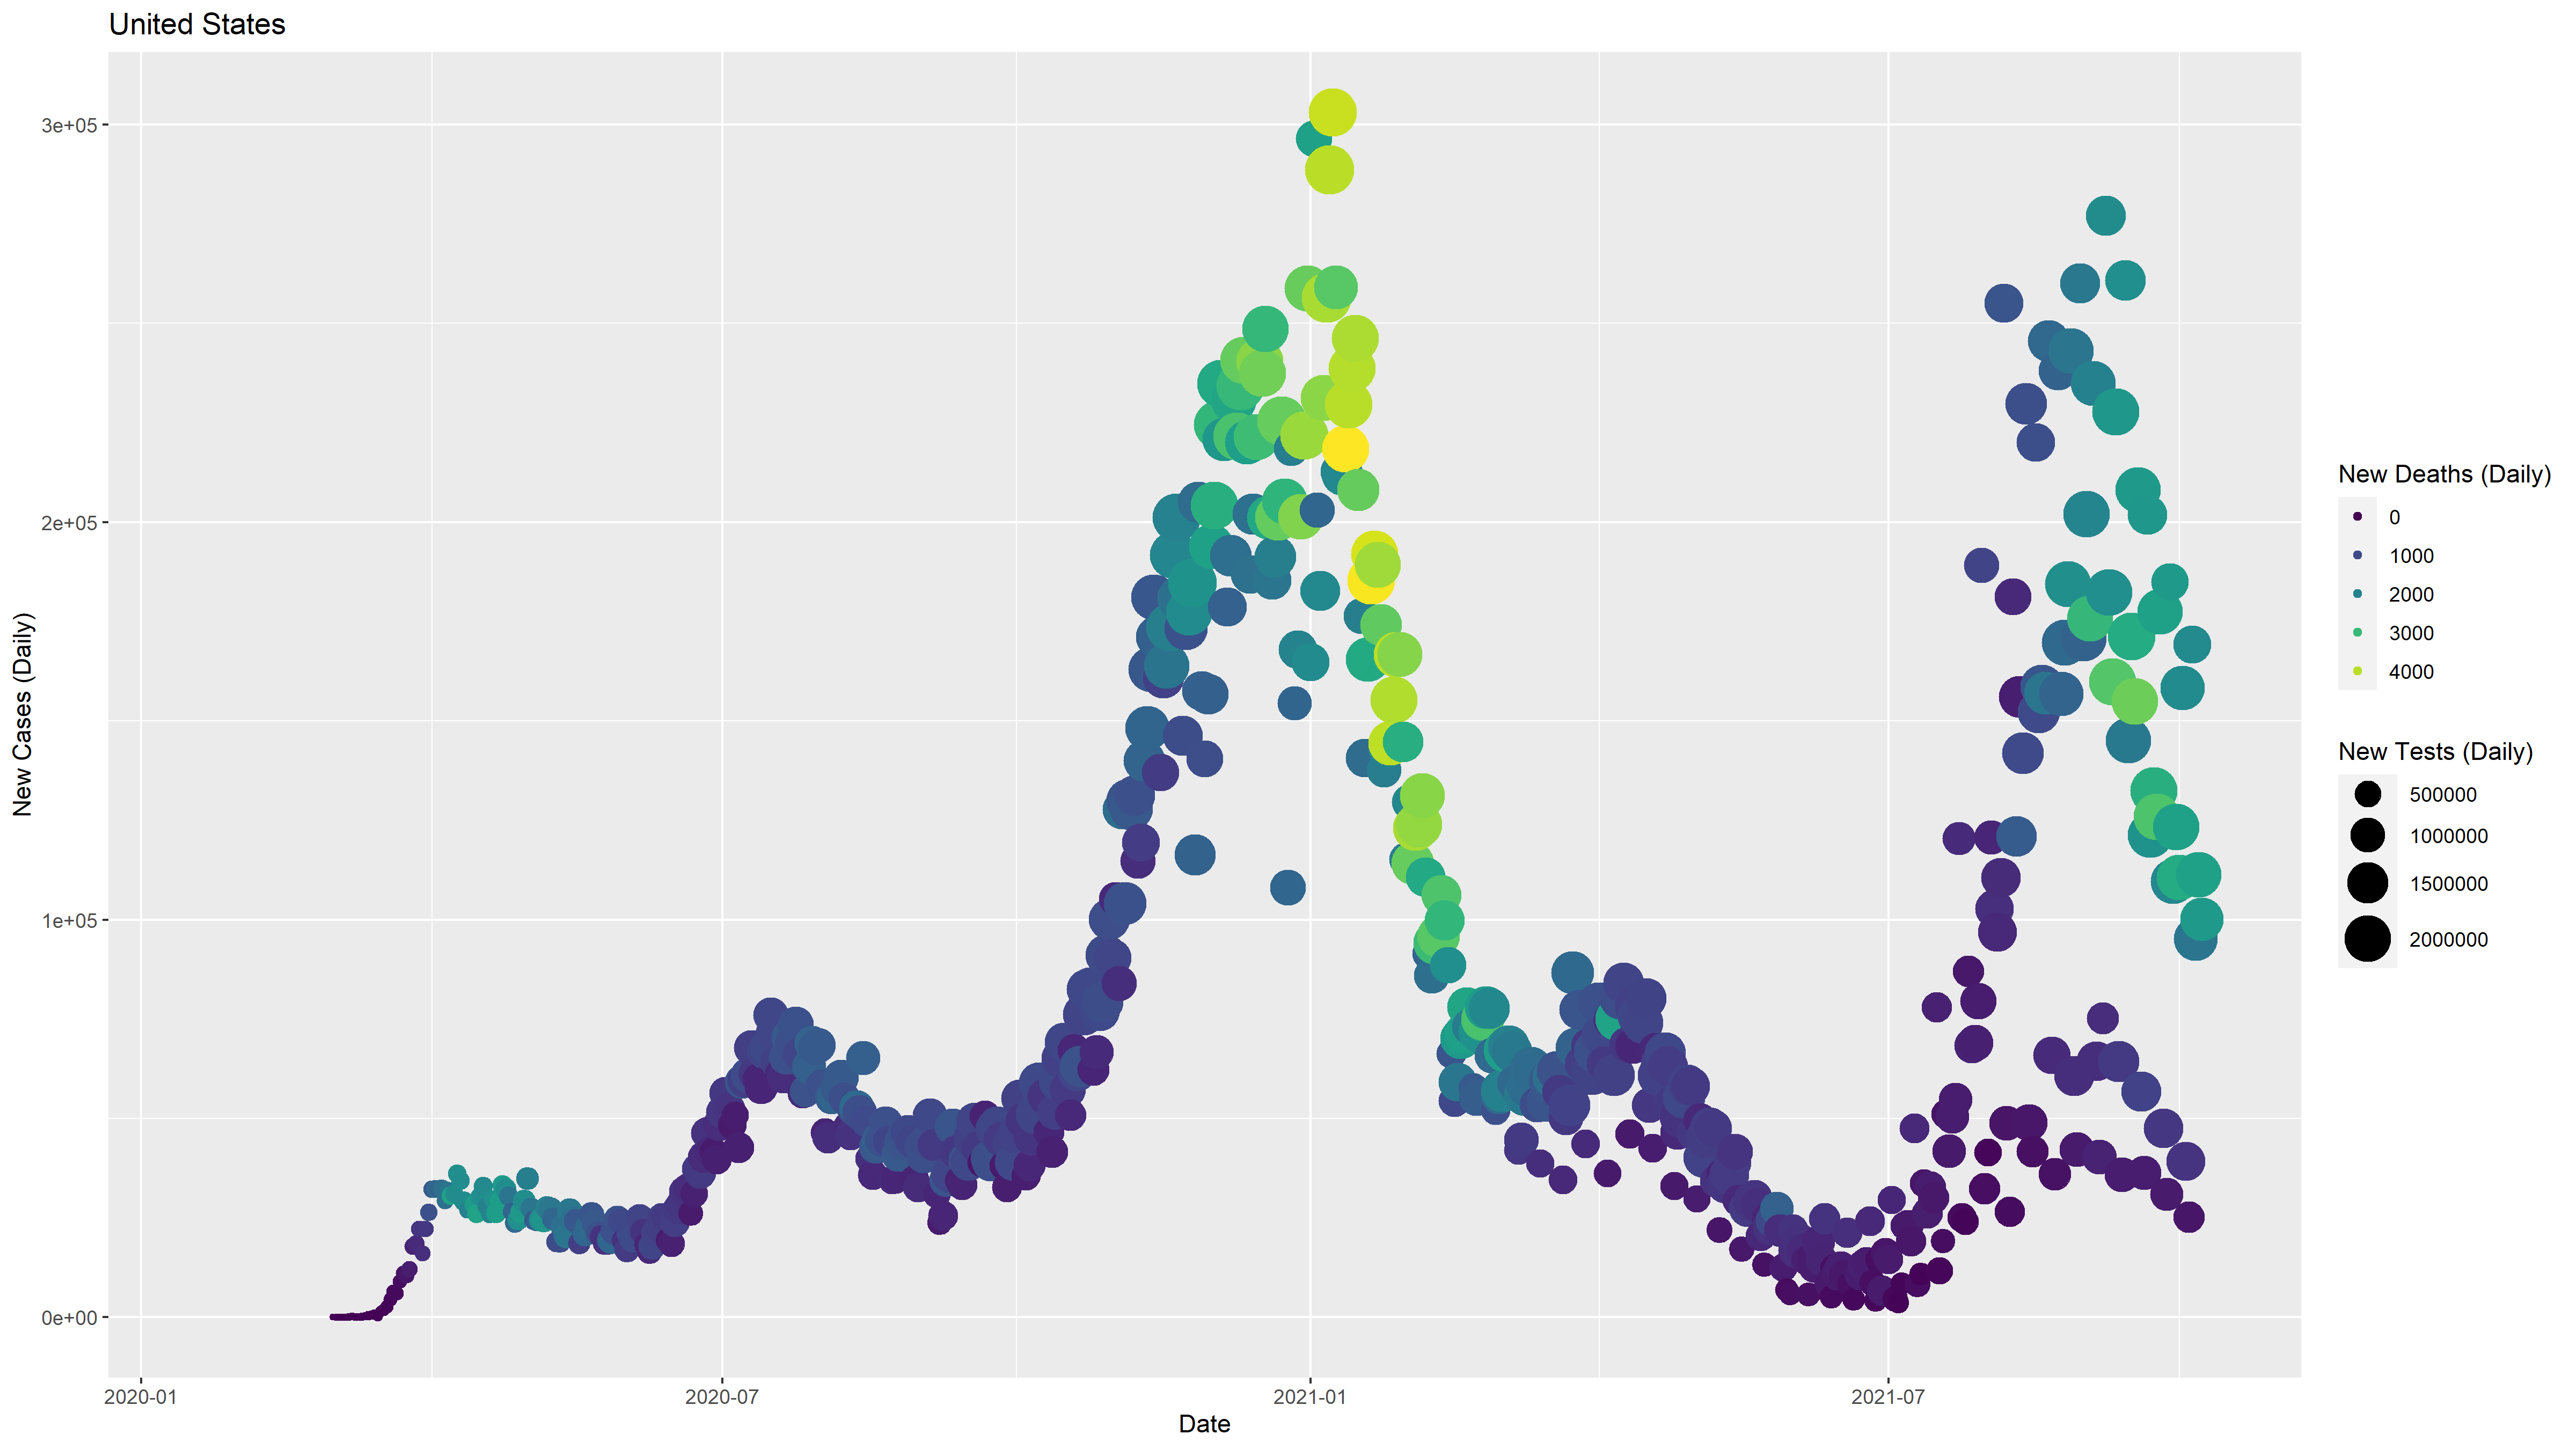 United States
3e+05
2e+05
1e+05
0e+00
New Cases (Daily)
2020-01
2020-07
2021-01
2021-07
Date
New Deaths (Daily)
0
1000
2000
3000
4000
New Tests (Daily)
500000
1000000
1500000
2000000